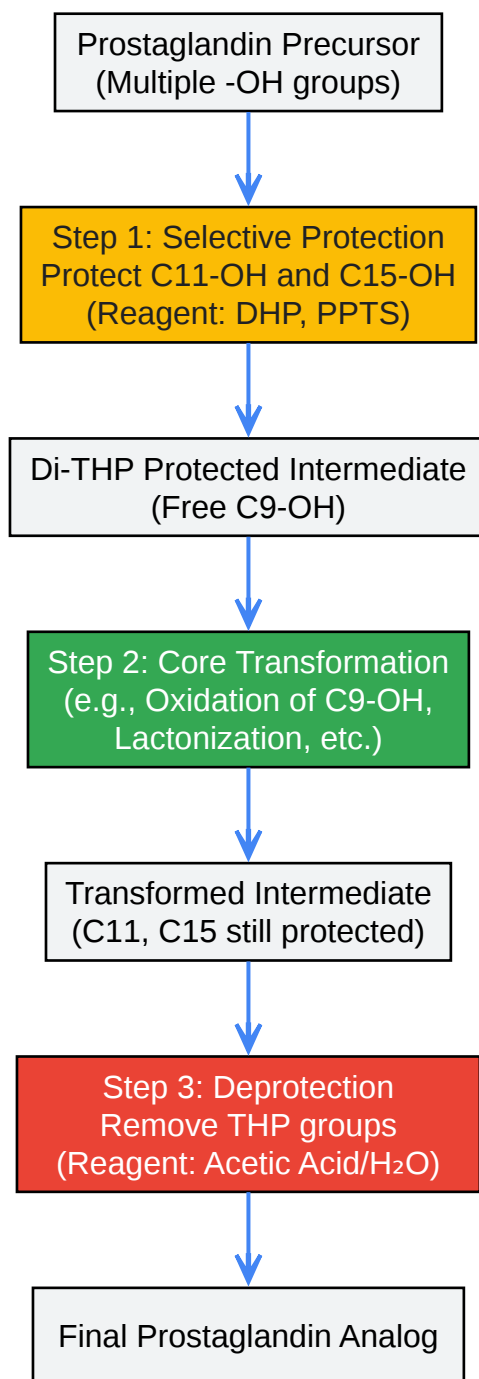 Prostaglandin Precursor
(Multiple -OH groups)
Step 1: Selective Protection
Protect C11-OH and C15-OH
(Reagent: DHP, PPTS)
Di-THP Protected Intermediate
(Free C9-OH)
Step 2: Core Transformation
(e.g., Oxidation of C9-OH,
Lactonization, etc.)
Transformed Intermediate
(C11, C15 still protected)
Step 3: Deprotection
Remove THP groups
(Reagent: Acetic Acid/H₂O)
Final Prostaglandin Analog